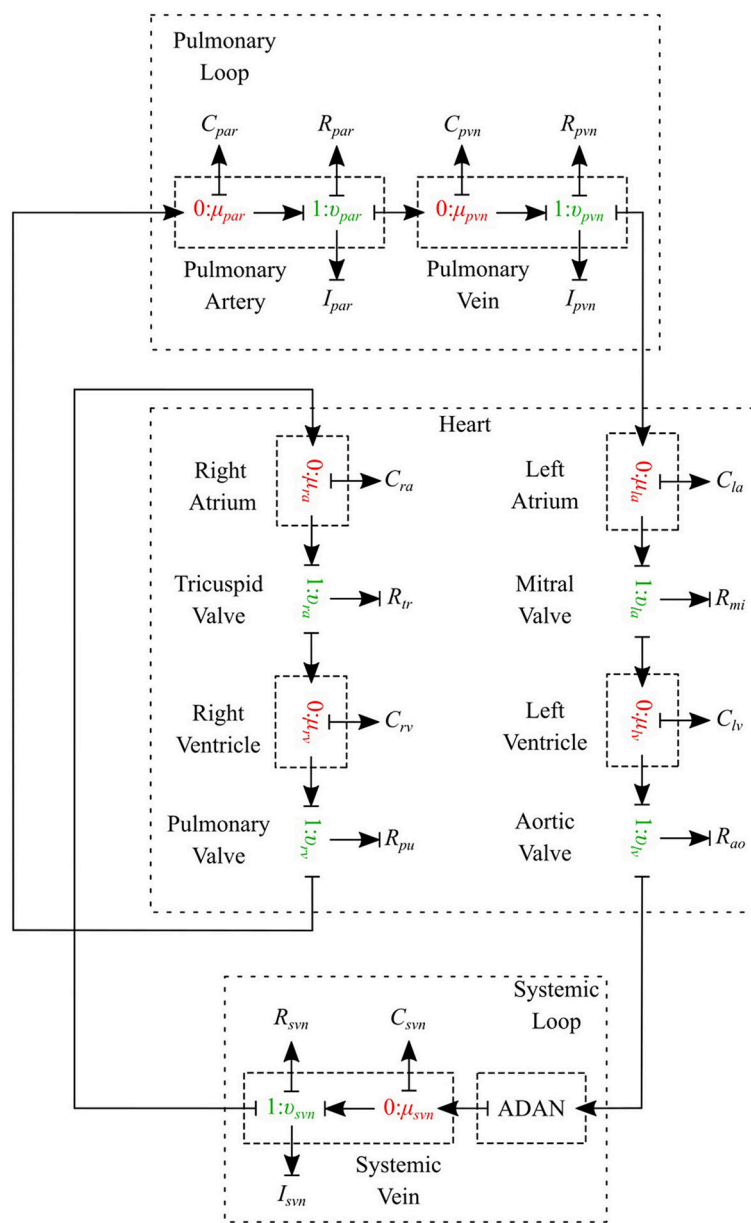 Pulmonary
Loop
C_par R_par C_pvn R_pvn
0:μ_par 1:υ_par 0:μ_pvn 1:υ_pvn
Pulmonary
Artery
Pulmonary
Vein
I_par I_pvn
Heart
Right
Atrium
0:μ_ra C_ra
Left
Atrium
0:μ_la C_la
Tricuspid
Valve
1:υ_ra R_tr
Mitral
Valve
1:υ_la R_mi
Right
Ventricle
0:μ_rv C_rv
Left
Ventricle
0:μ_lv C_lv
Pulmonary
Valve
1:υ_rv R_pu
Aortic
Valve
1:υ_lv R_ao
Systemic
Loop
R_svn C_svn
1:υ_svn 0:μ_svn ADAN
Systemic
Vein
I_svn